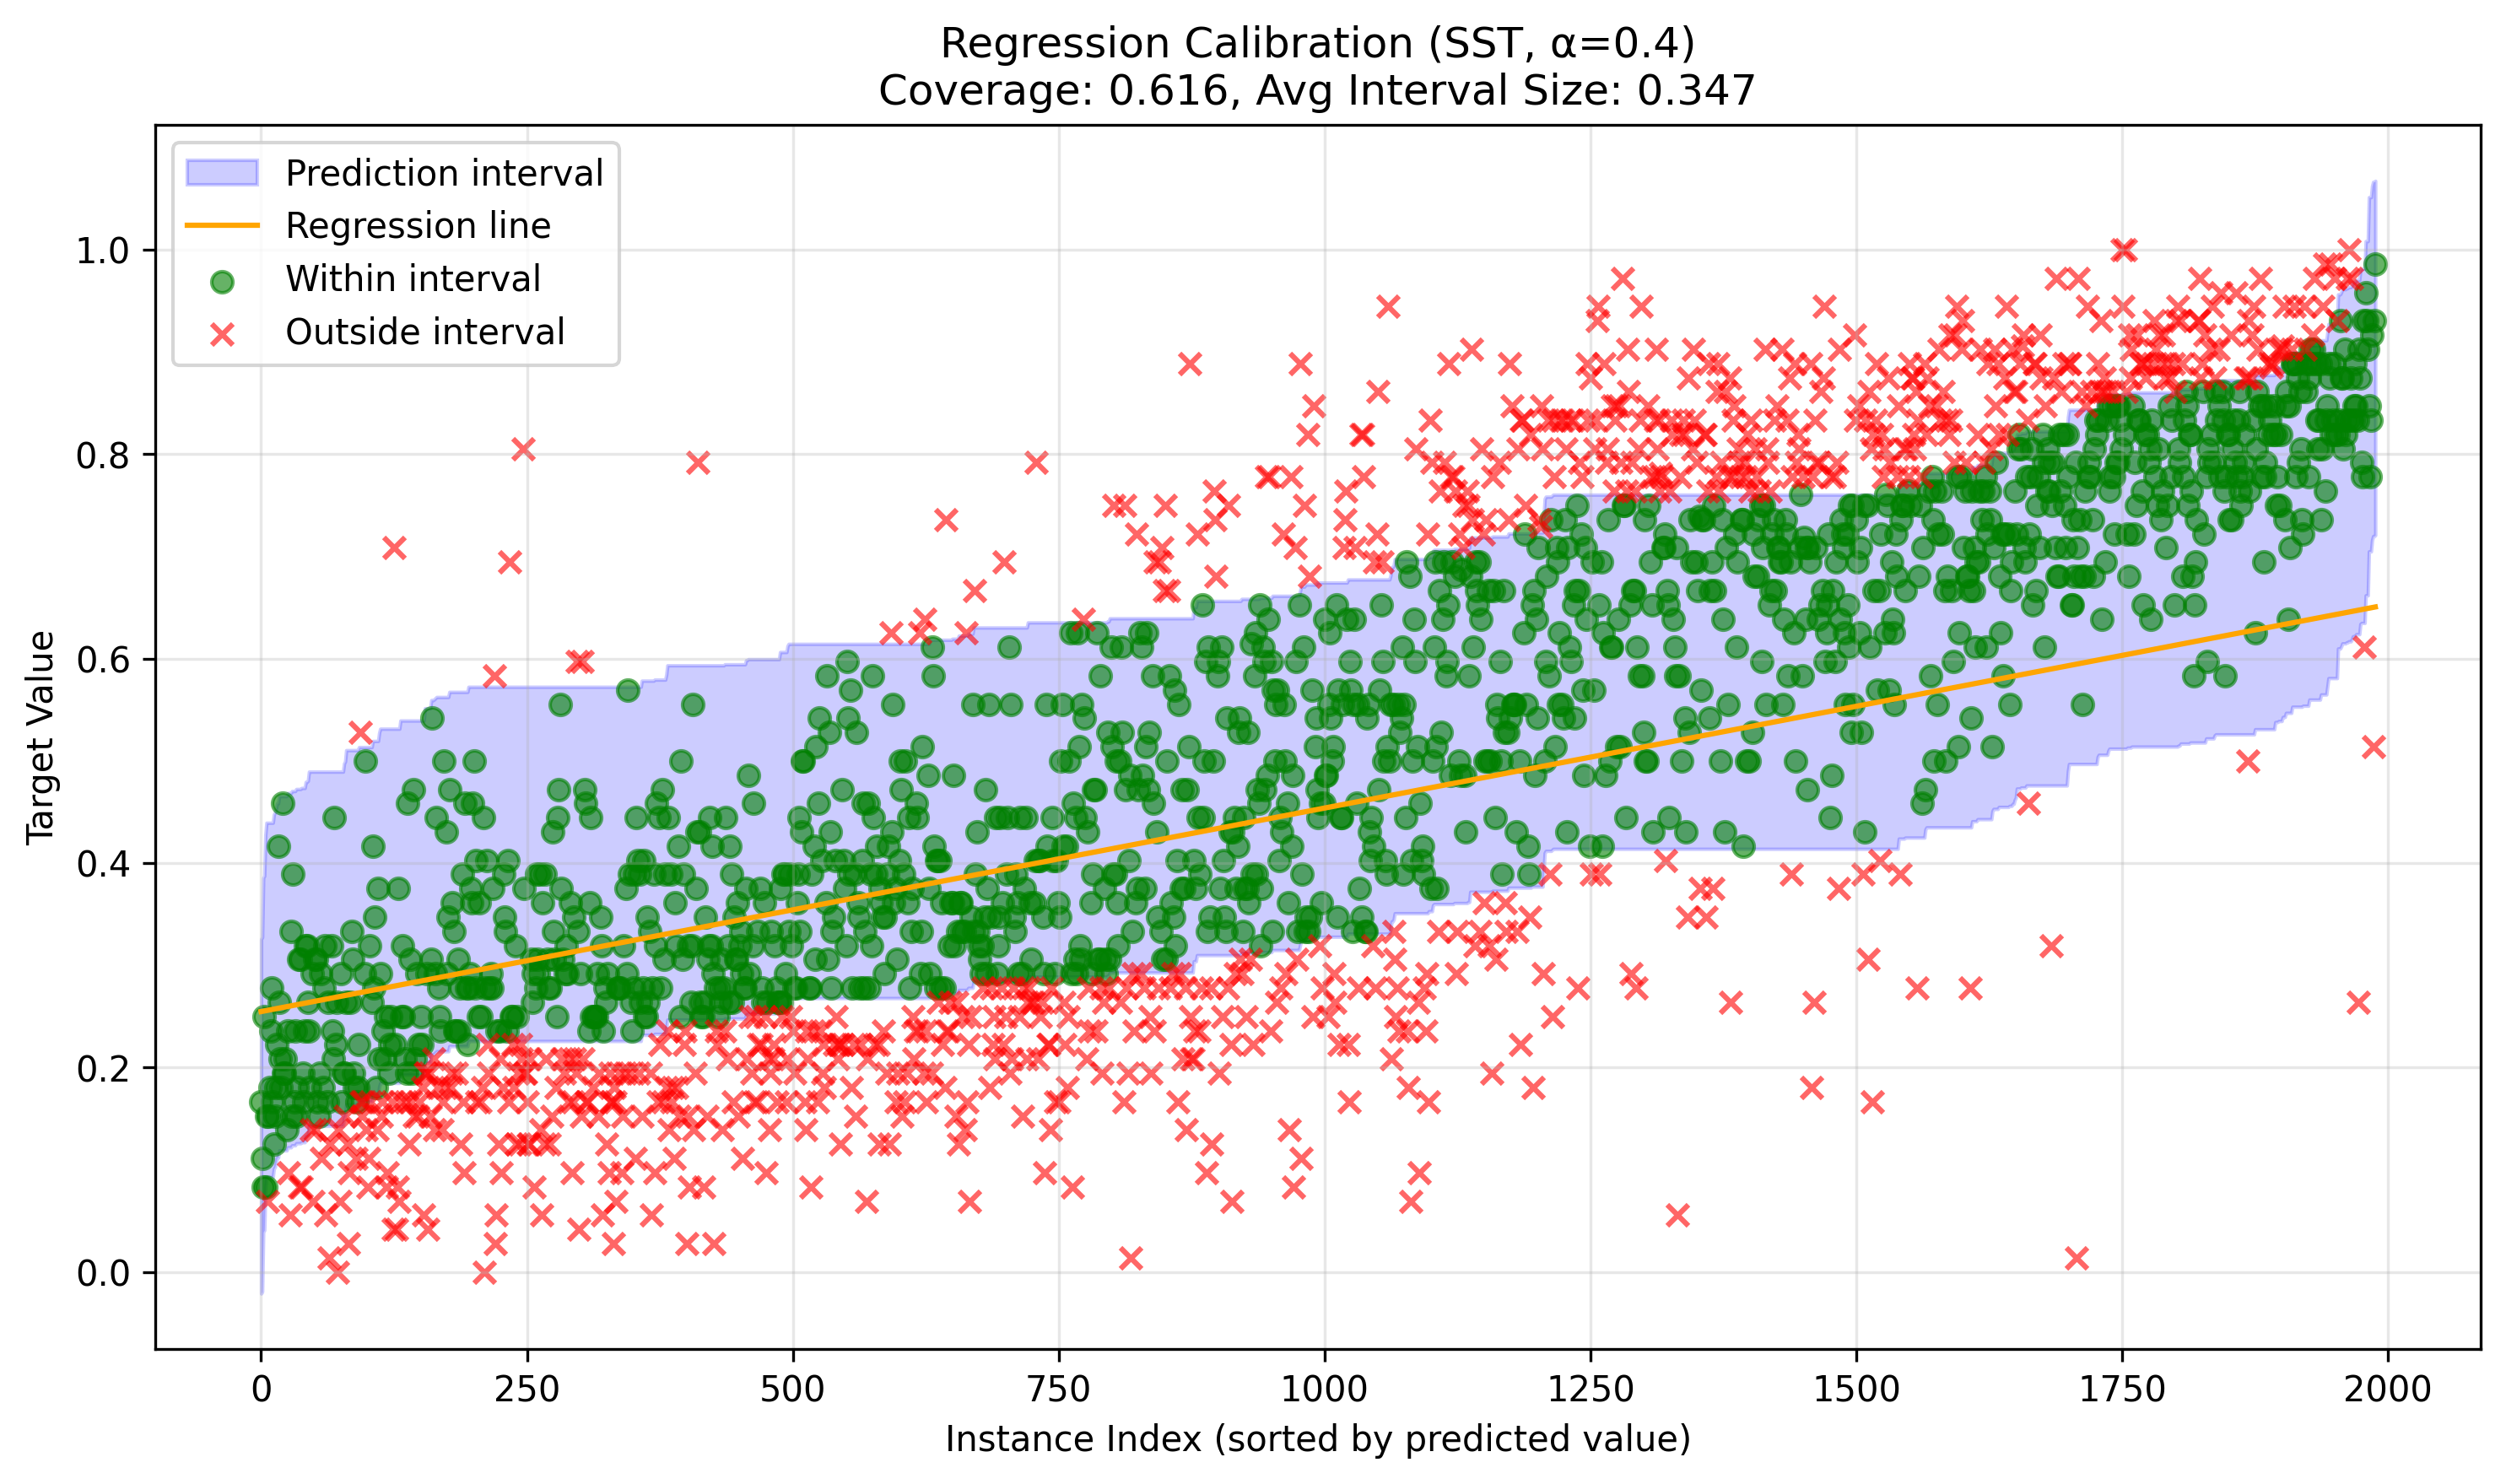 Regression Calibration (SST, α=0.4)
Coverage: 0.616, Avg Interval Size: 0.347
Prediction interval
Regression line
Within interval
Outside interval
Target Value
1.0
0.8
0.6
0.4
0.2
0.0
0 250 500 750 1000 1250 1500 1750 2000
Instance Index (sorted by predicted value)